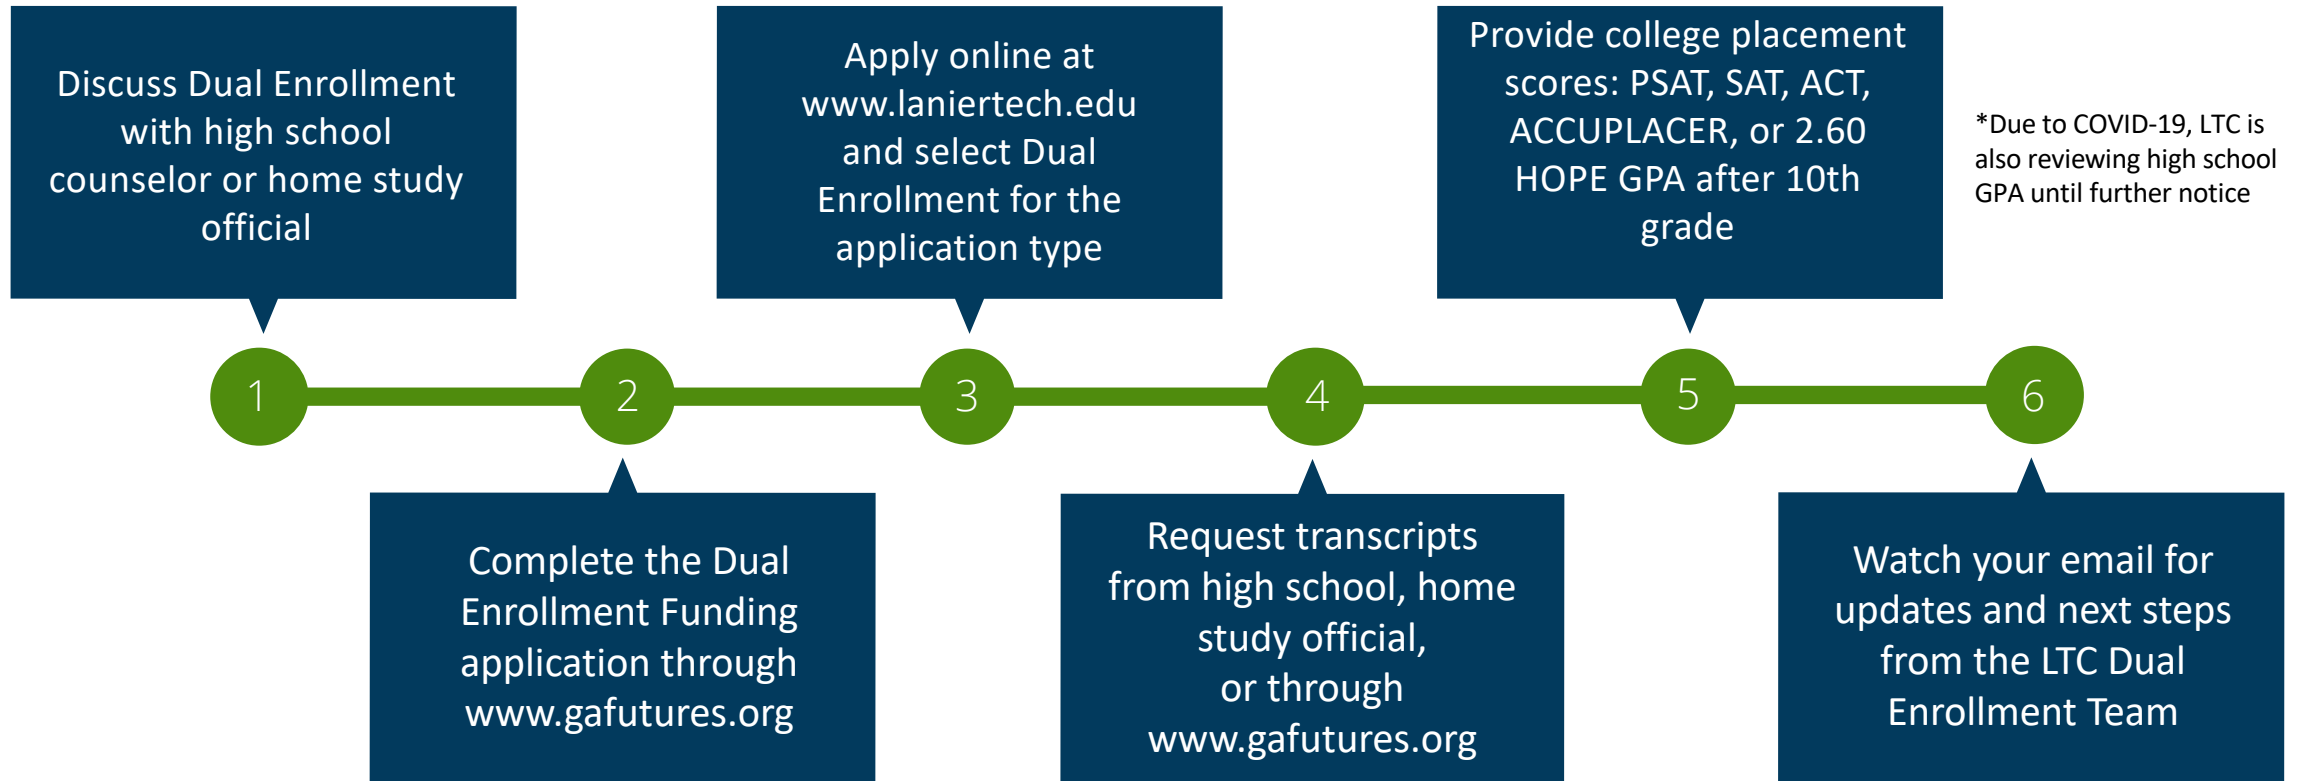 Discuss Dual Enrollment
with high school
counselor or home study
official
Apply online at
www.laniertech.edu
and select Dual
Enrollment for the
application type
Provide college placement
scores: PSAT, SAT, ACT,
ACCUPLACER, or 2.60
HOPE GPA after 10th
grade
*Due to COVID-19, LTC is
also reviewing high school
GPA until further notice
1
2
3
4
5
6
Complete the Dual
Enrollment Funding
application through
www.gafutures.org
Request transcripts
from high school, home
study official,
or through
www.gafutures.org
Watch your email for
updates and next steps
from the LTC Dual
Enrollment Team